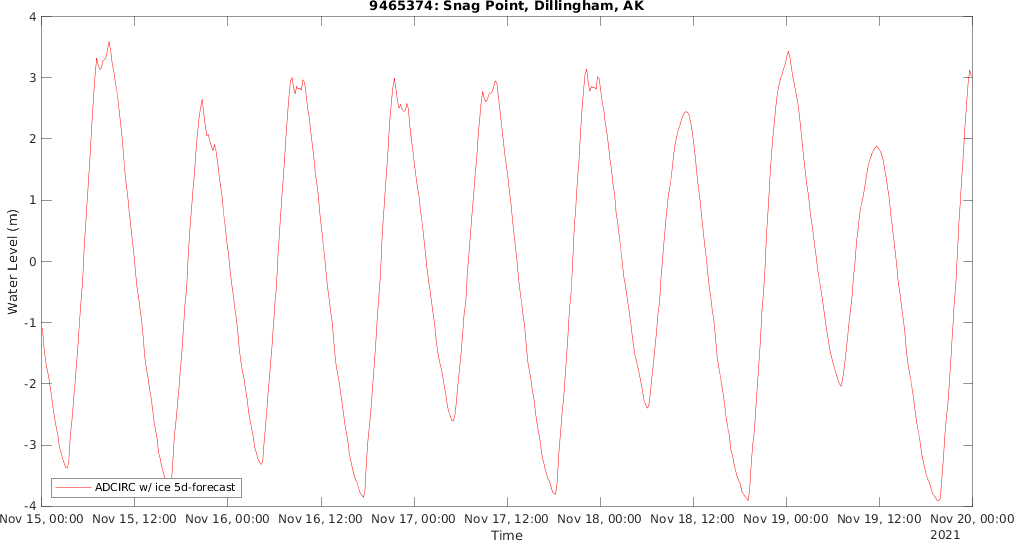 9465374: Snag Point, Dillingham, AK
Water Level (m)
4
3
2
1
0
-1
-2
-3
-4
ADCIRC w/ ice 5d-forecast
Nov 15, 00:00 Nov 15, 12:00 Nov 16, 00:00 Nov 16, 12:00 Nov 17, 00:00 Nov 17, 12:00 Nov 18, 00:00 Nov 18, 12:00 Nov 19, 00:00 Nov 19, 12:00 Nov 20, 00:00
Time
2021